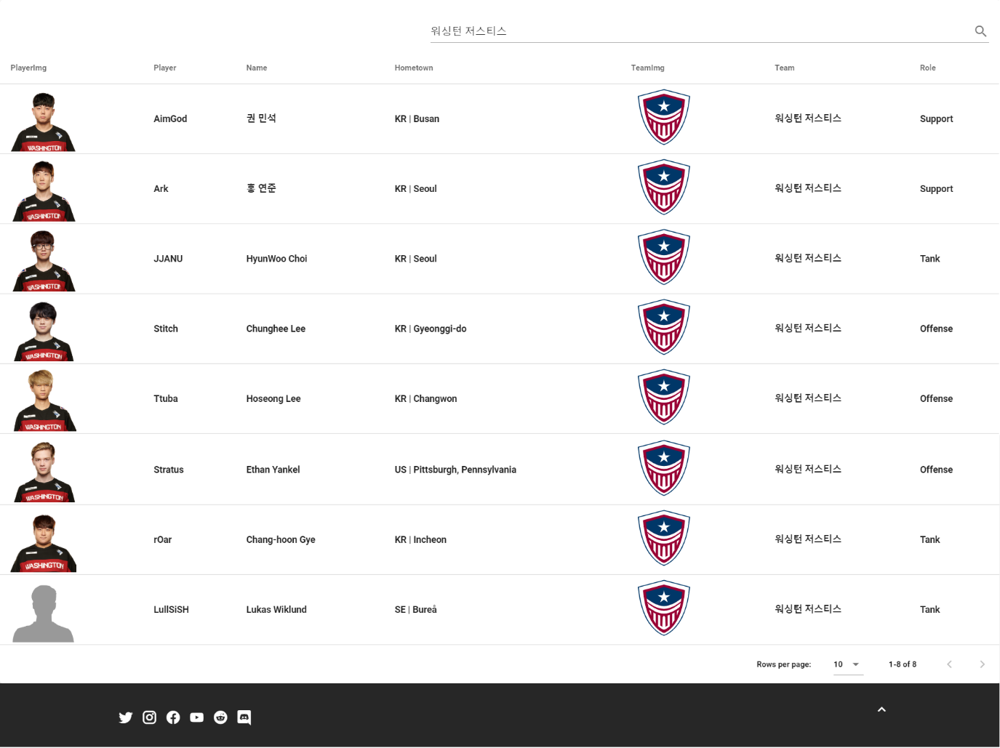 워싱턴 저스티스
PlayerImg Player Name Hometown TeamImg Team Role
AimGod 권 민석 KR | Busan 워싱턴 저스티스 Support
WASHINGTON
Ark 홍 연준 KR | Seoul 워싱턴 저스티스 Support
WASHINGTON
JJANU HyunWoo Choi KR | Seoul 워싱턴 저스티스 Tank
WASHINGTON
Stitch Chunghee Lee KR | Gyeonggi-do 워싱턴 저스티스 Offense
WASHINGTON
Ttuba Hoseong Lee KR | Changwon 워싱턴 저스티스 Offense
WASHINGTON
Stratus Ethan Yankel US | Pittsburgh, Pennsylvania 워싱턴 저스티스 Offense
WASHINGTON
rOar Chang-hoon Gye KR | Incheon 워싱턴 저스티스 Tank
WASHINGTON
LullSiSH Lukas Wiklund SE | Bureå 워싱턴 저스티스 Tank
Rows per page: 10 1-8 of 8